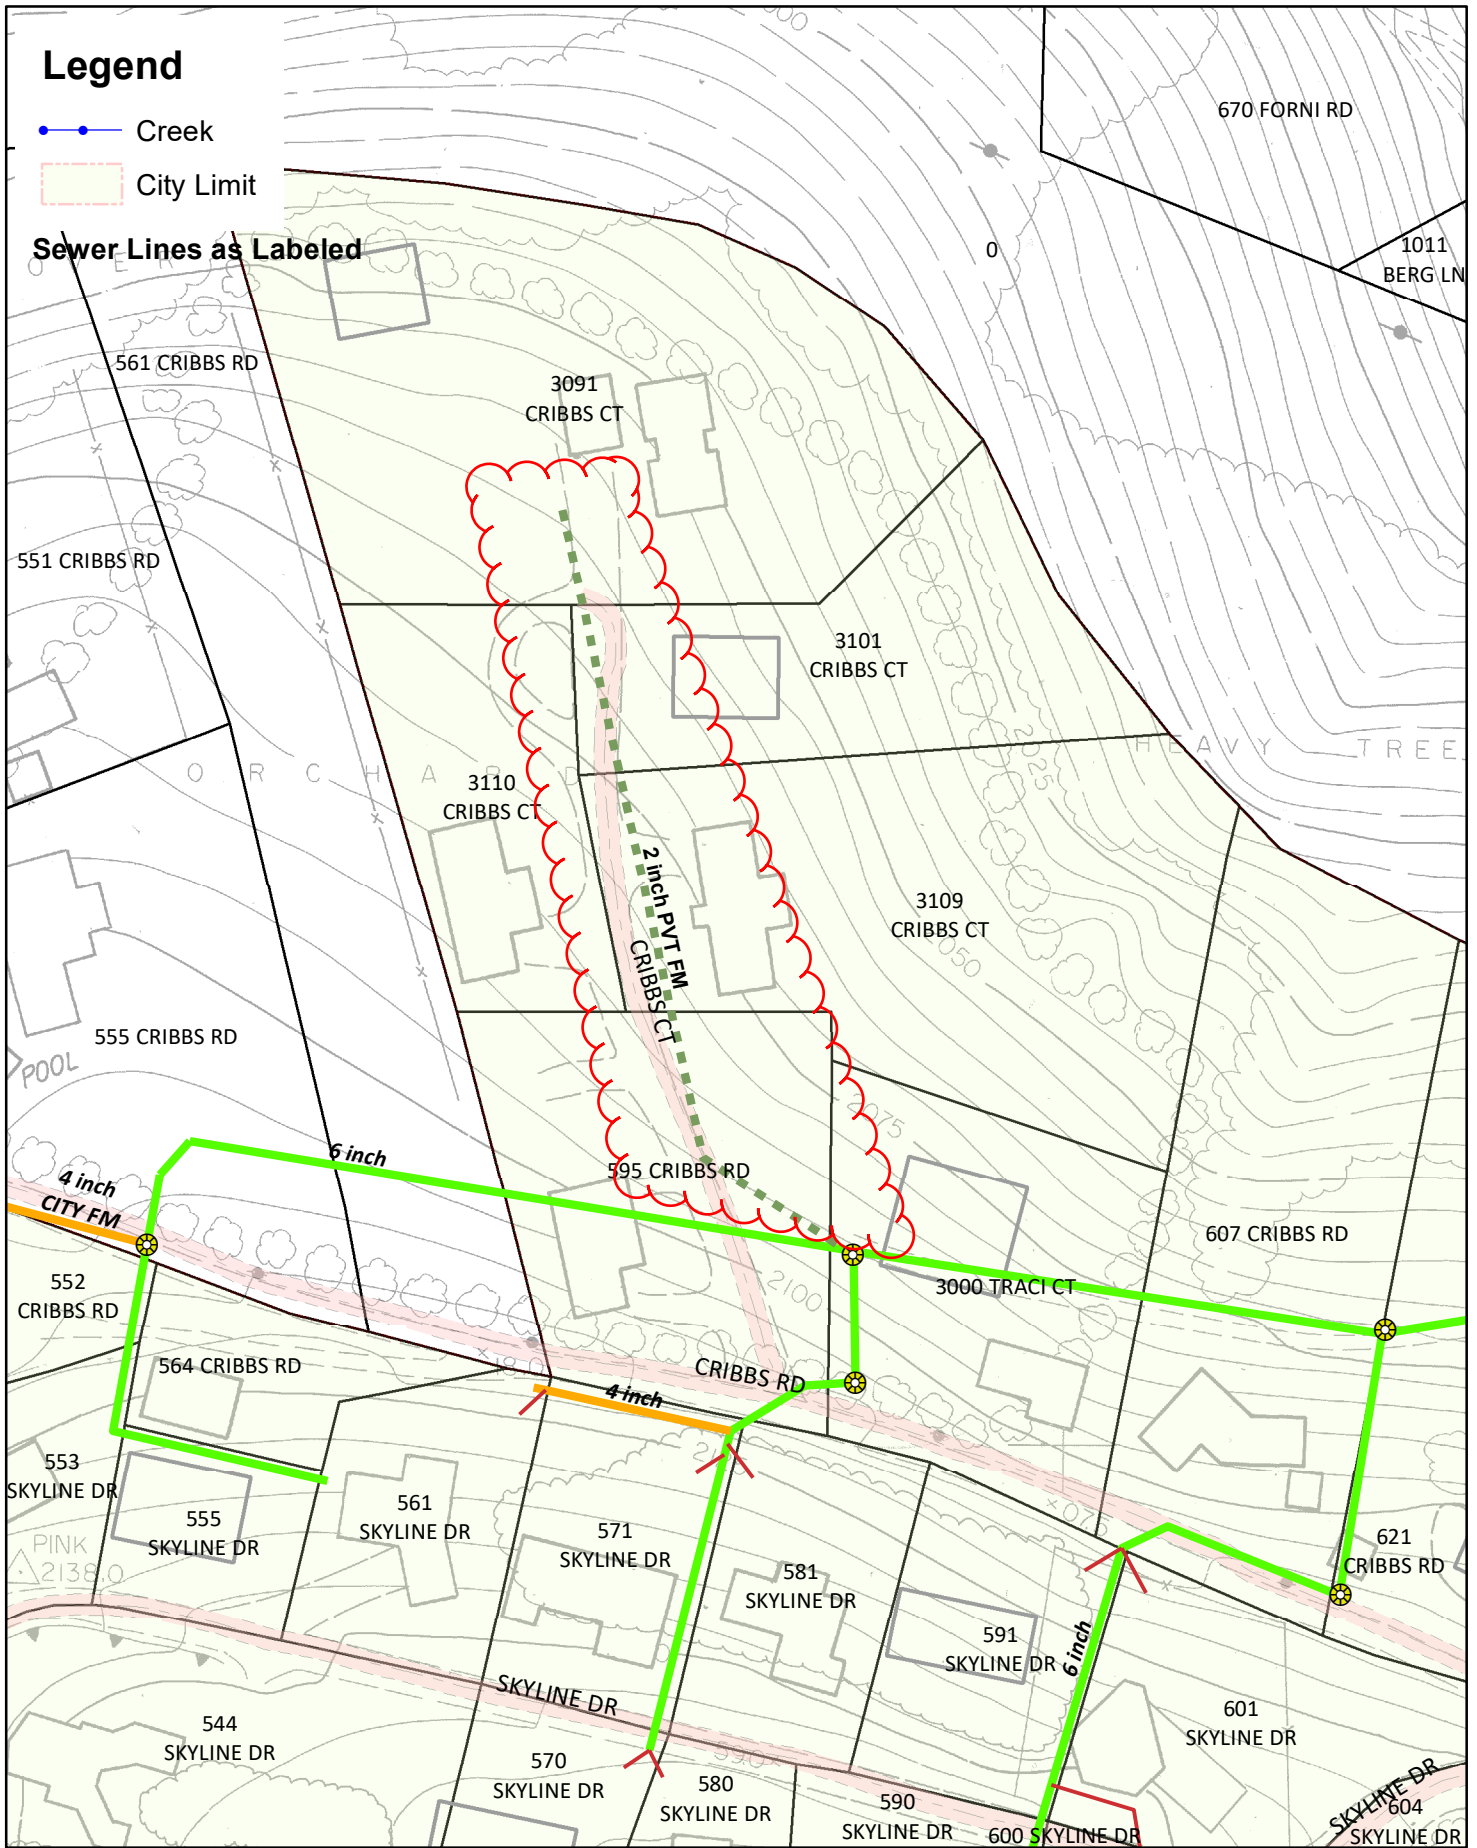 Legend
Creek
City Limit
Sewer Lines as Labeled
670 FORNI RD
0
1011
BERG LN
561 CRIBBS RD
3091
CRIBBS CT
551 CRIBBS RD
3101
CRIBBS CT
HEAVY TREE
ORCHARD
3110
CRIBBS CT
2025
2 inch PVT FM
CRIBBS CT
3109
CRIBBS CT
2050
555 CRIBBS RD
POOL
2075
6 inch
4 inch
CITY FM
595 CRIBBS RD
607 CRIBBS RD
552
CRIBBS RD
3000 TRACI CT
2100
564 CRIBBS RD
CRIBBS RD
4 inch
553
SKYLINE DR
555
SKYLINE DR
561
SKYLINE DR
571
SKYLINE DR
581
SKYLINE DR
621
CRIBBS RD
PINK
2138.0
591
SKYLINE DR
6 inch
SKYLINE DR
544
SKYLINE DR
601
SKYLINE DR
570
SKYLINE DR
580
SKYLINE DR
590
SKYLINE DR
600 SKYLINE DR
SKYLINE DR
604
SKYLINE DR